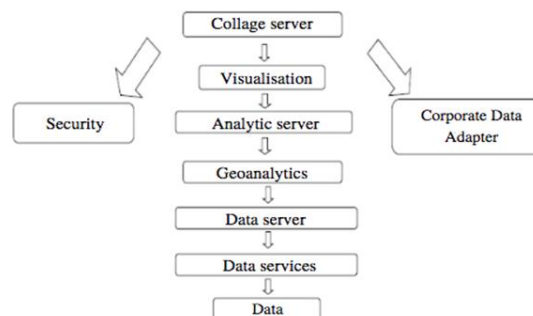 Collage server
Visualisation
Security
Analytic server
Corporate Data
Adapter
Geoanalytics
Data server
Data services
Data